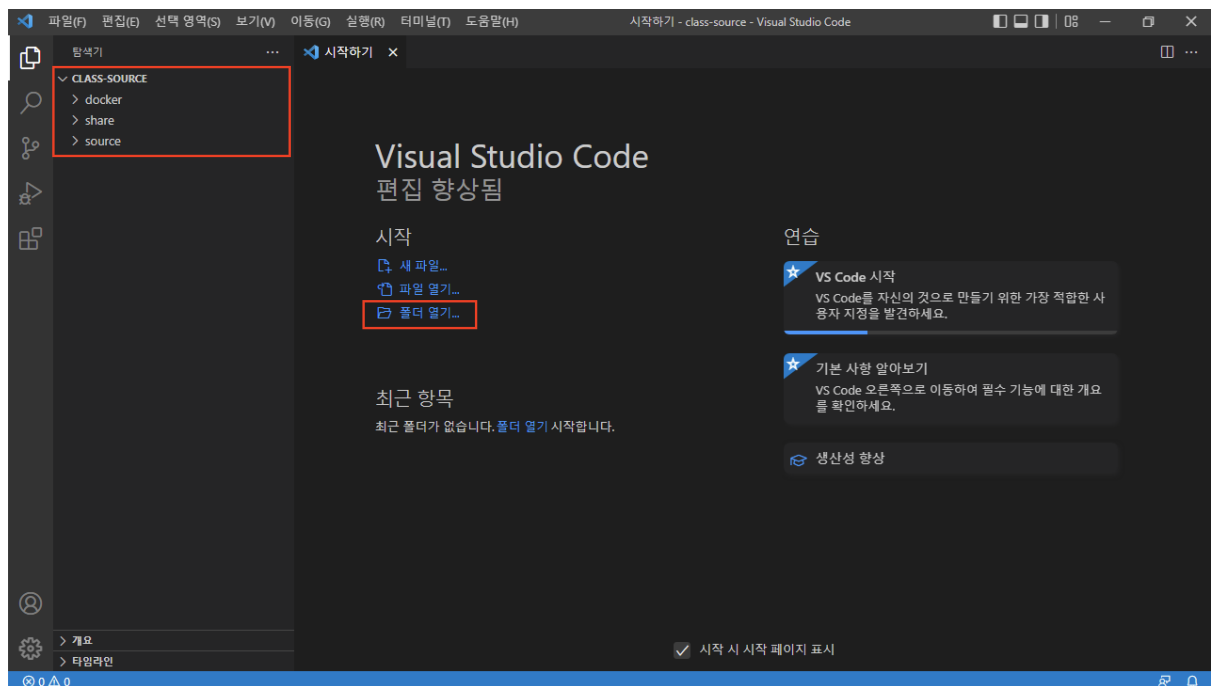 파일(F) 편집(E) 선택 영역(S) 보기(V) 이동(G) 실행(R) 터미널(T) 도움말(H) 시작하기 - class-source - Visual Studio Code
탐색기
시작하기
CLASS-SOURCE
docker
share
source
Visual Studio Code
편집 향상됨
시작
새 파일...
파일 열기...
폴더 열기...
최근 항목
최근 폴더가 없습니다. 폴더 열기 시작합니다.
연습
VS Code 시작
VS Code를 자신의 것으로 만들기 위한 가장 적합한 사
용자 지정을 발견하세요.
기본 사항 알아보기
VS Code 오른쪽으로 이동하여 필수 기능에 대한 개요
를 확인하세요.
생산성 향상
개요
타임라인
시작 시 시작 페이지 표시
0 0